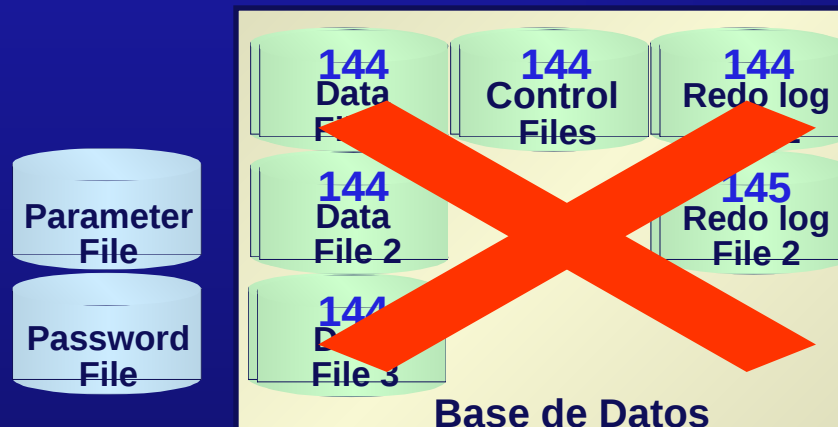 144
Data
144
Control
Files
144
Redo log
144
Data
File 2
145
Redo log
File 2
144
File 3
Parameter
File
Password
File
Base de Datos